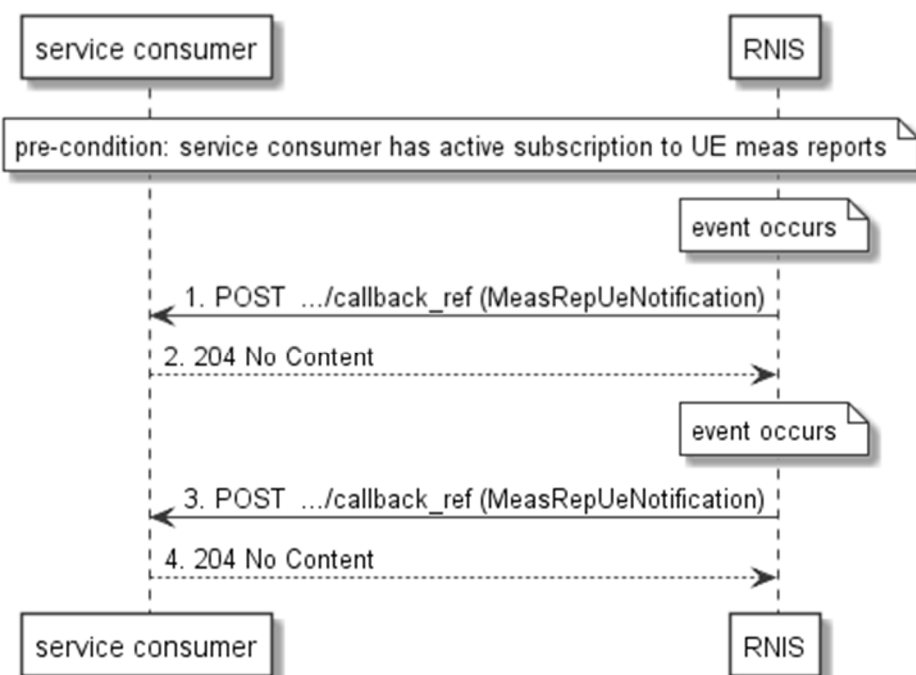 service consumer
RNIS
pre-condition: service consumer has active subscription to UE meas reports
event occurs
1. POST .../callback_ref (MeasRepUeNotification)
2. 204 No Content
event occurs
3. POST .../callback_ref (MeasRepUeNotification)
4. 204 No Content
service consumer
RNIS